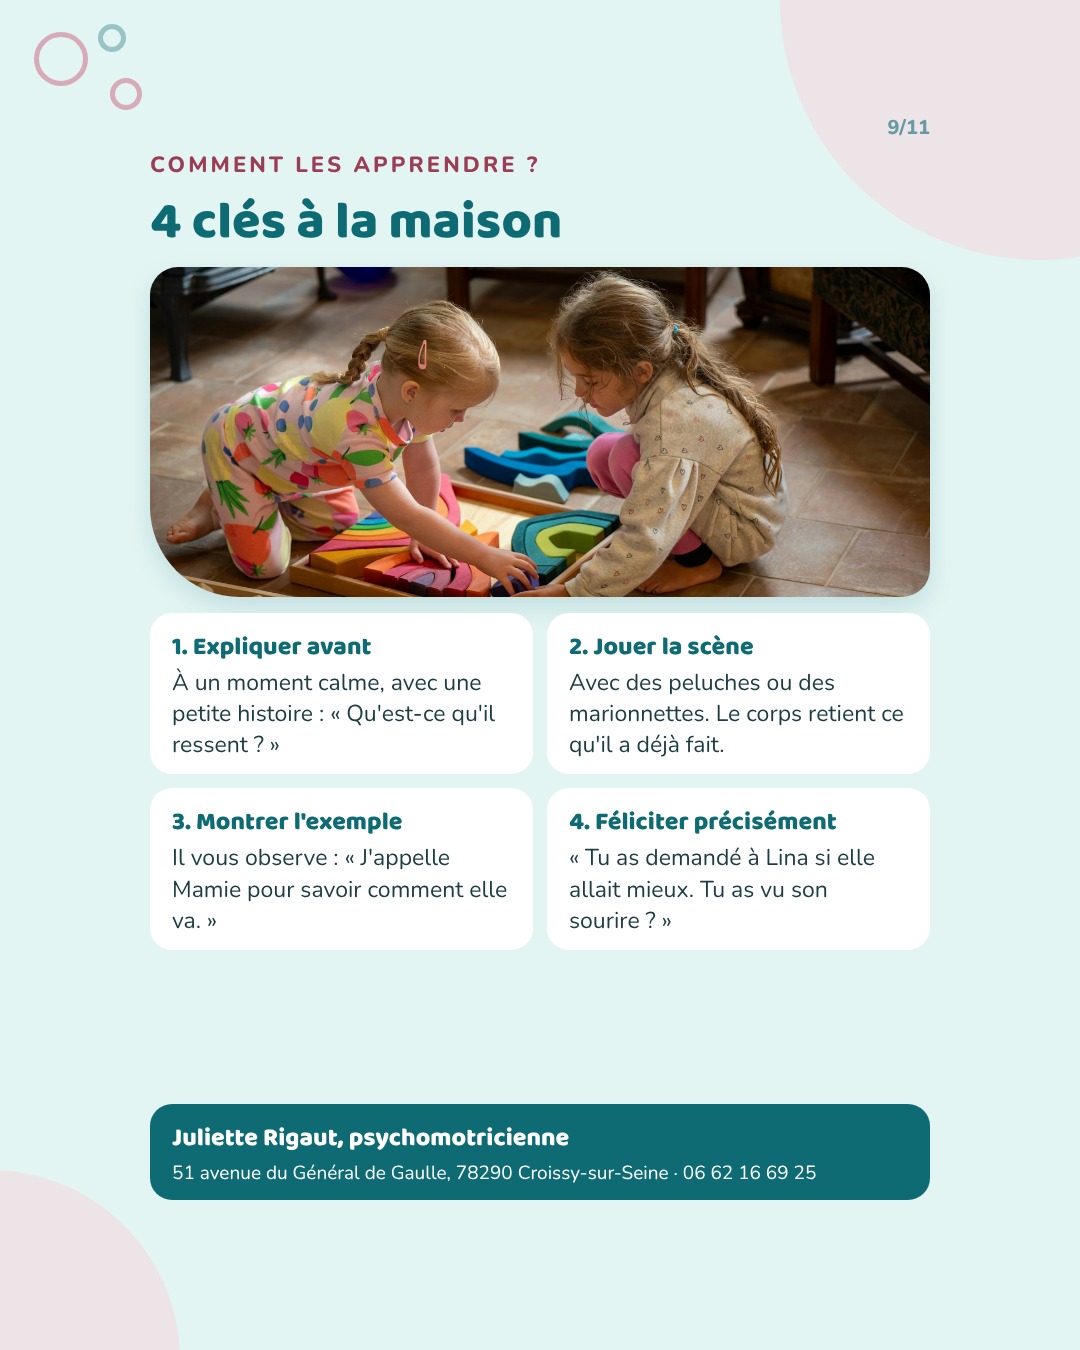 9/11
COMMENT LES APPRENDRE ?
4 clés à la maison
1. Expliquer avant
À un moment calme, avec une
petite histoire : « Qu'est-ce qu'il
ressent ? »
2. Jouer la scène
Avec des peluches ou des
marionnettes. Le corps retient ce
qu'il a déjà fait.
3. Montrer l'exemple
Il vous observe : « J'appelle
Mamie pour savoir comment elle
va. »
4. Féliciter précisément
« Tu as demandé à Lina si elle
allait mieux. Tu as vu son
sourire ? »
Juliette Rigaut, psychomotricienne
51 avenue du Général de Gaulle, 78290 Croissy-sur-Seine · 06 62 16 69 25